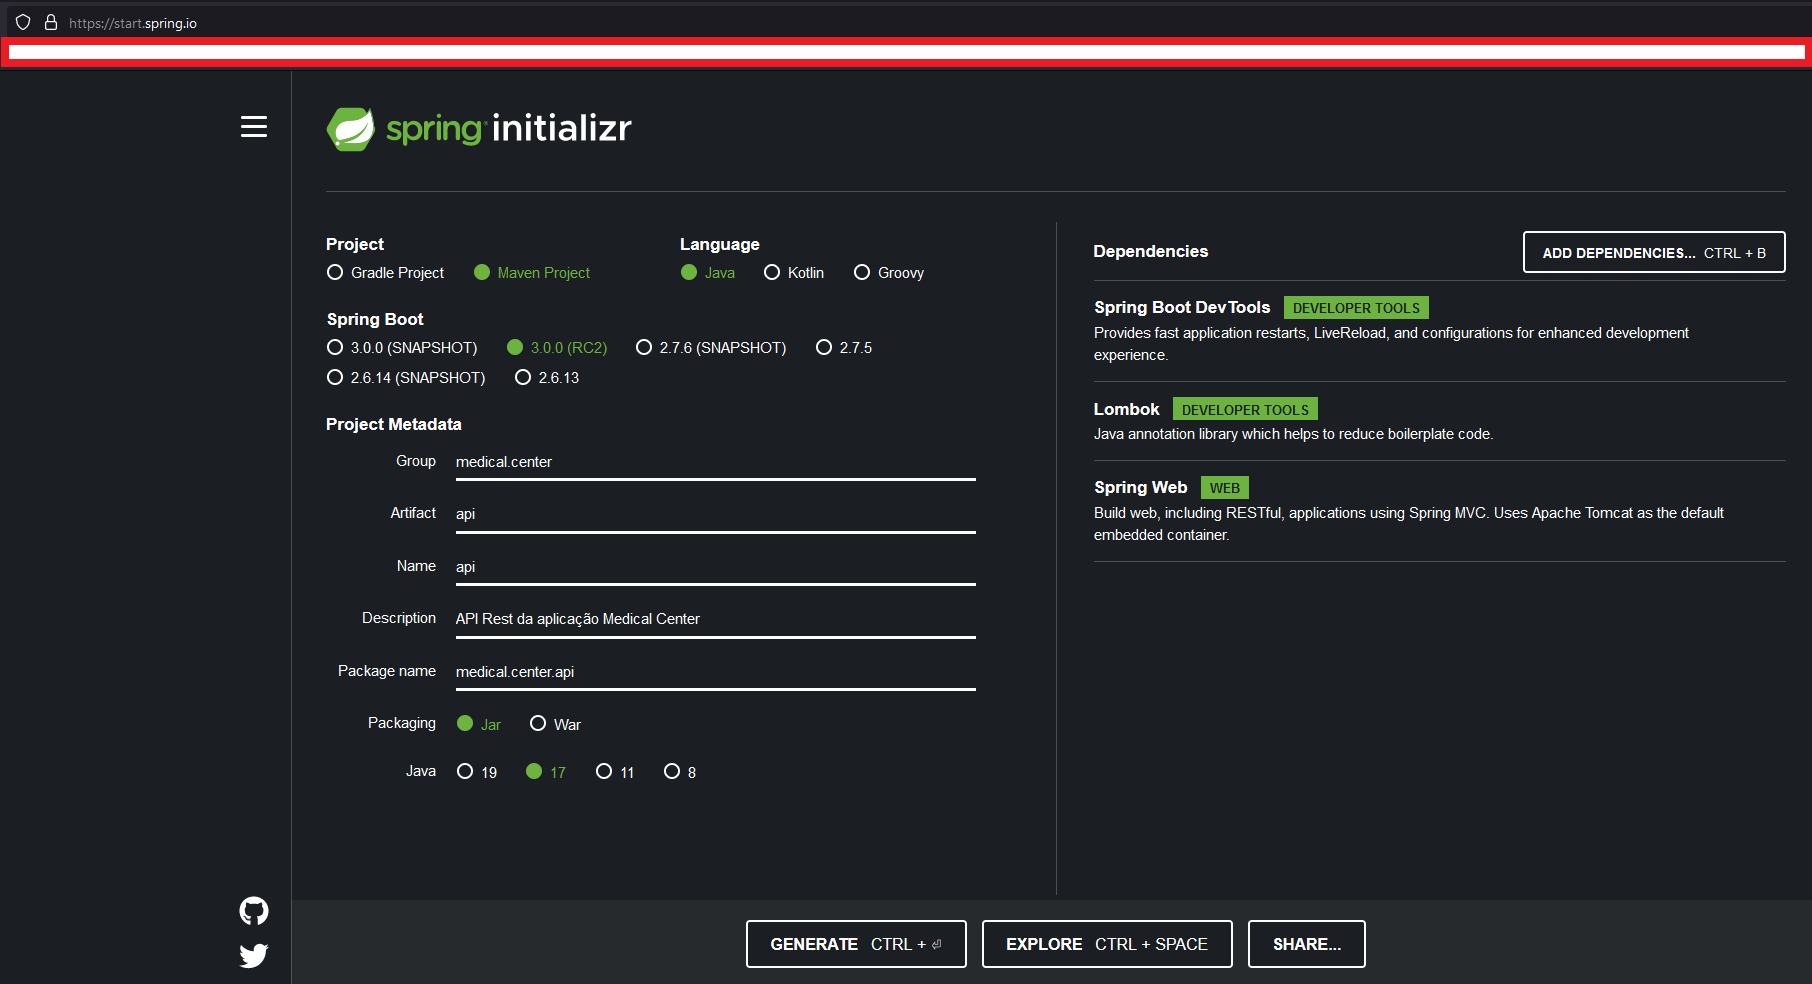 https://start.spring.io
spring initializr
Project
Gradle Project Maven Project
Language
Java Kotlin Groovy
Spring Boot
3.0.0 (SNAPSHOT) 3.0.0 (RC2) 2.7.6 (SNAPSHOT) 2.7.5
2.6.14 (SNAPSHOT) 2.6.13
Project Metadata
Group medical.center
Artifact api
Name api
Description API Rest da aplicação Medical Center
Package name medical.center.api
Packaging Jar War
Java 19 17 11 8
Dependencies ADD DEPENDENCIES... CTRL + B
Spring Boot DevTools DEVELOPER TOOLS
Provides fast application restarts, LiveReload, and configurations for enhanced development
experience.
Lombok DEVELOPER TOOLS
Java annotation library which helps to reduce boilerplate code.
Spring Web WEB
Build web, including RESTful, applications using Spring MVC. Uses Apache Tomcat as the default
embedded container.
GENERATE CTRL + ⏎ EXPLORE CTRL + SPACE SHARE...